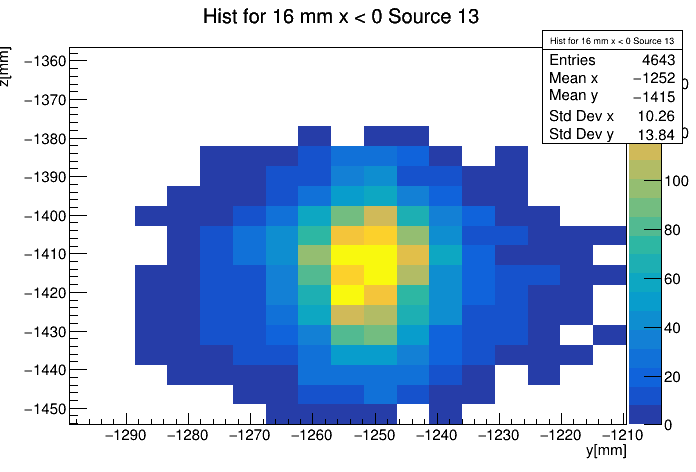 Hist for 16 mm x < 0 Source 13
z[mm]
Hist for 16 mm x < 0 Source 13
Entries 4643
Mean x −1252
Mean y −1415
Std Dev x 10.26
Std Dev y 13.84
−1360
−1370
−1380
−1390
−1400
−1410
−1420
−1430
−1440
−1450
100
80
60
40
20
0
−1290 −1280 −1270 −1260 −1250 −1240 −1230 −1220 −1210
y[mm]